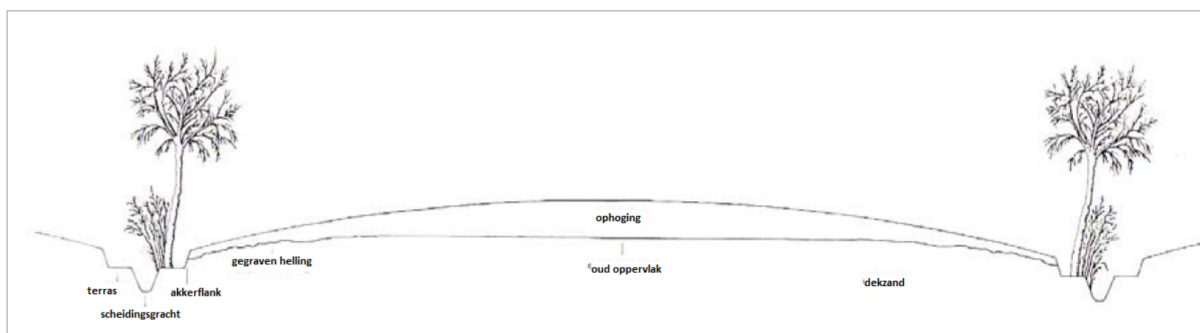 ophoging
gegraven helling
oud oppervlak
dekzand
terras
akkerflank
scheidingsgracht